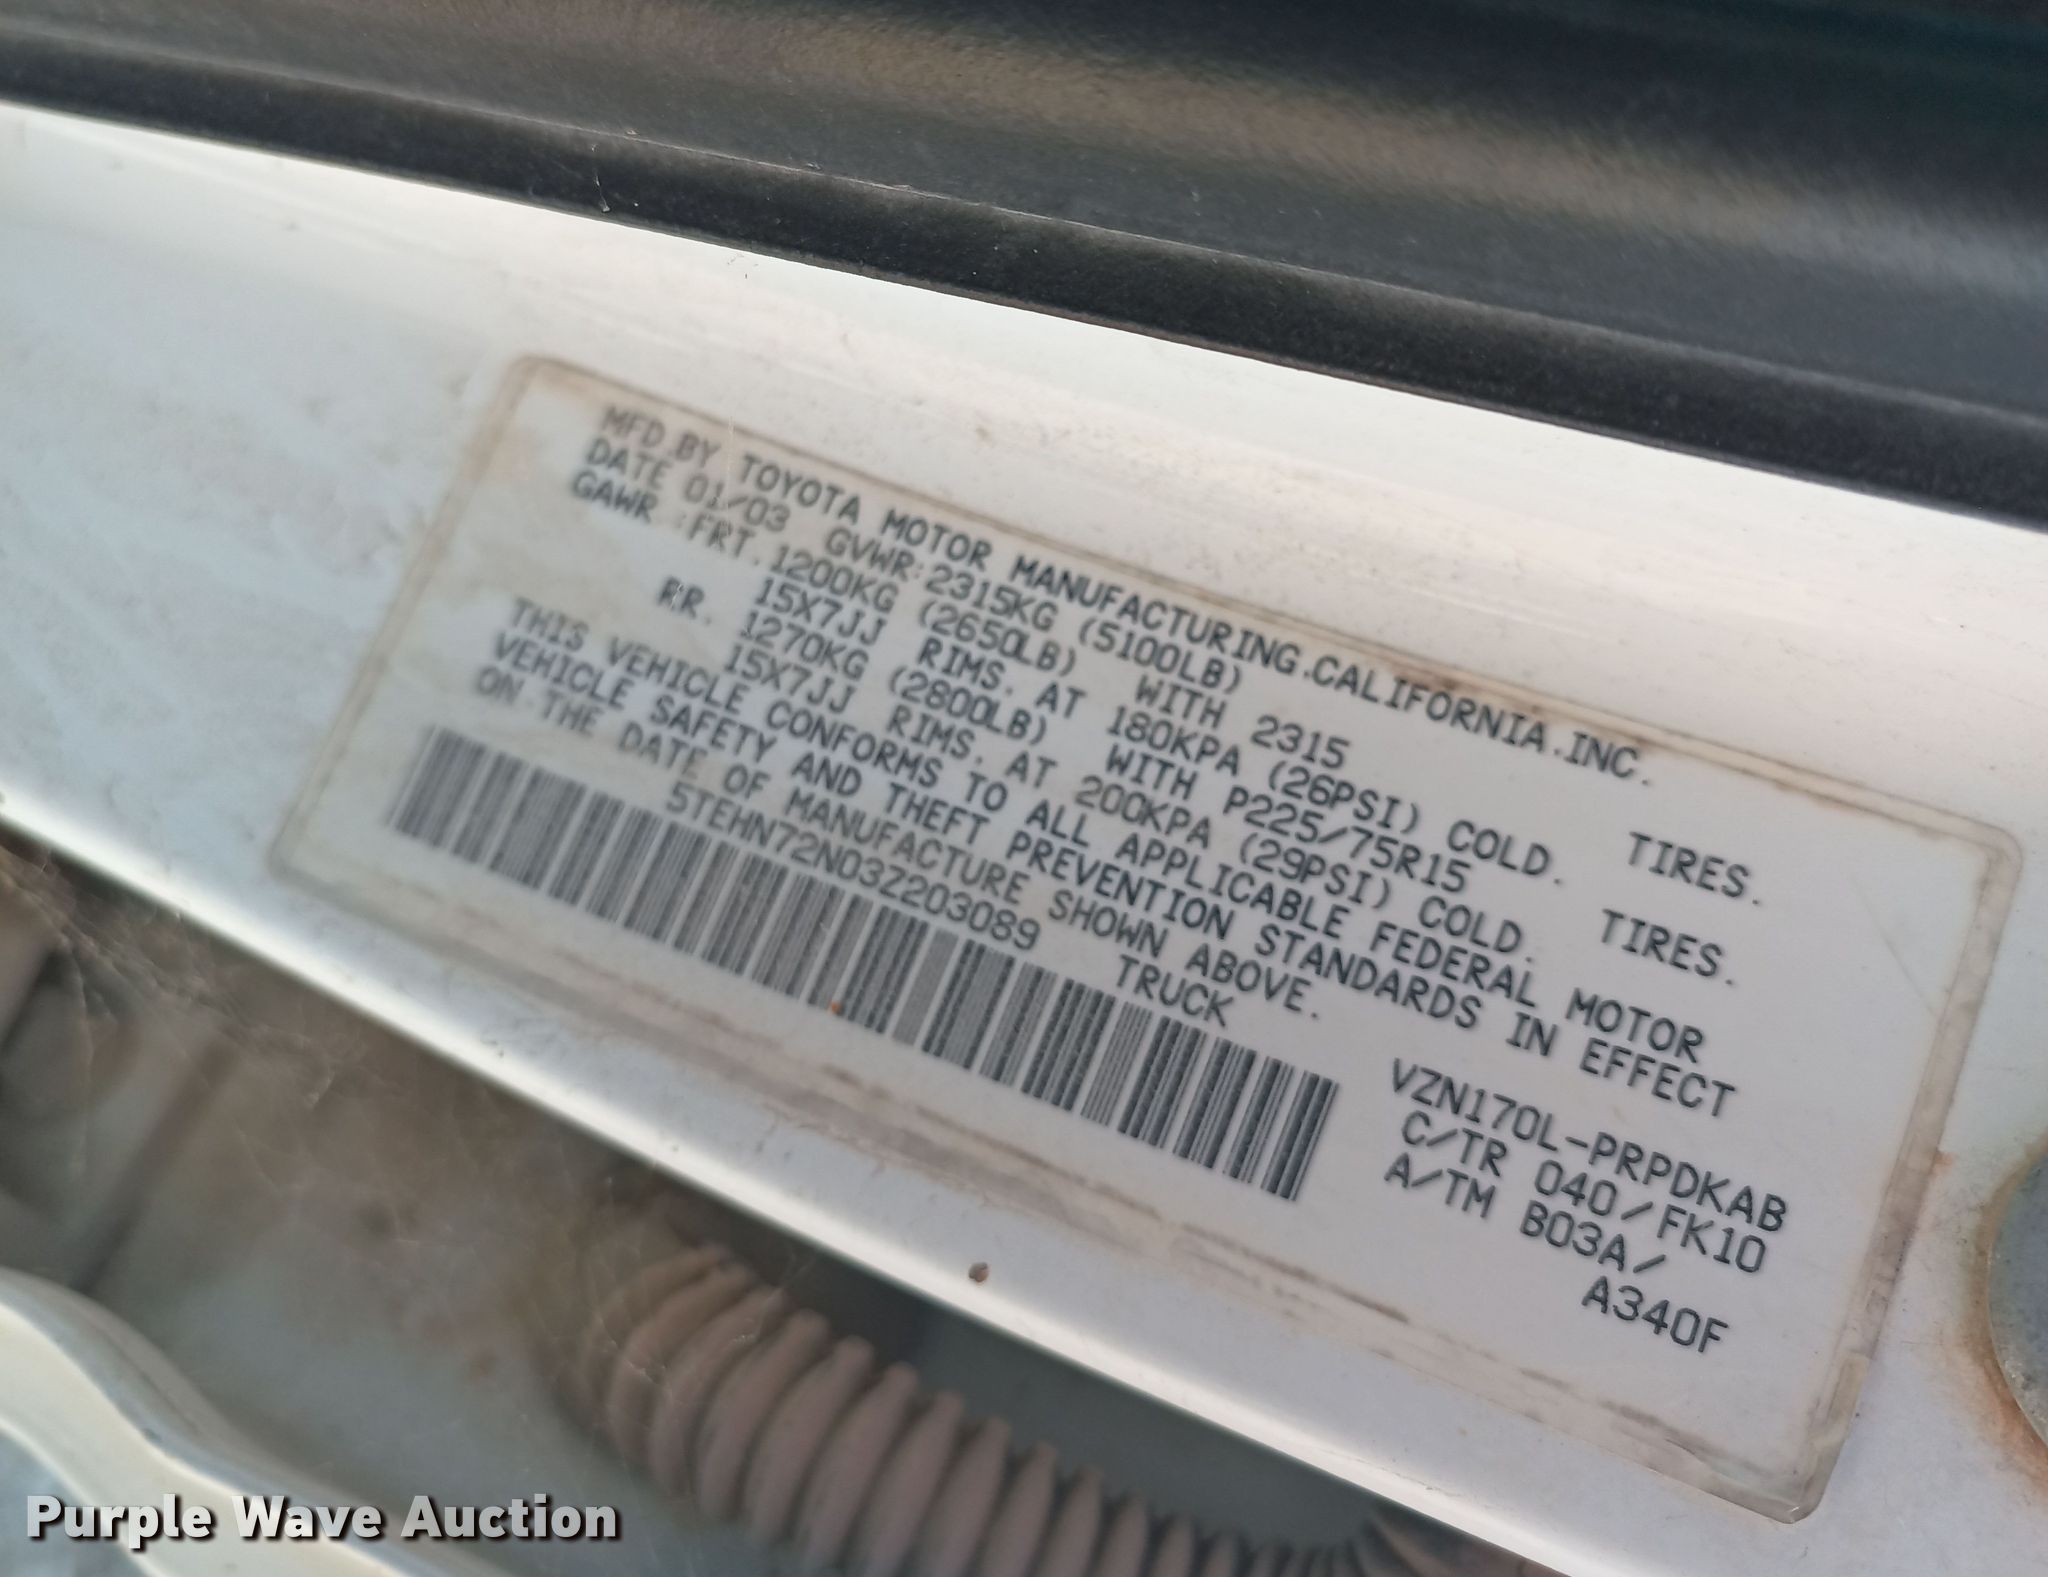 MFD.BY TOYOTA MOTOR MANUFACTURING.CALIFORNIA.INC.
DATE 01/03 GVWR:2315KG (5100LB)
GAWR :FRT.1200KG (2650LB) WITH 2315 TIRES.
15X7JJ RIMS. AT 180KPA (26PSI) COLD.
RR. 1270KG (2800LB) WITH P225/75R15 TIRES.
15X7JJ RIMS. AT 200KPA (29PSI) COLD.
THIS VEHICLE CONFORMS TO ALL APPLICABLE FEDERAL MOTOR
VEHICLE SAFETY AND THEFT PREVENTION STANDARDS IN EFFECT
ON THE DATE OF MANUFACTURE SHOWN ABOVE.
5TEHN72N03Z203089 TRUCK
VZN170L-PRPDKAB
C/TR 040/FK10
A/TM B03A/
A340F
Purple Wave Auction